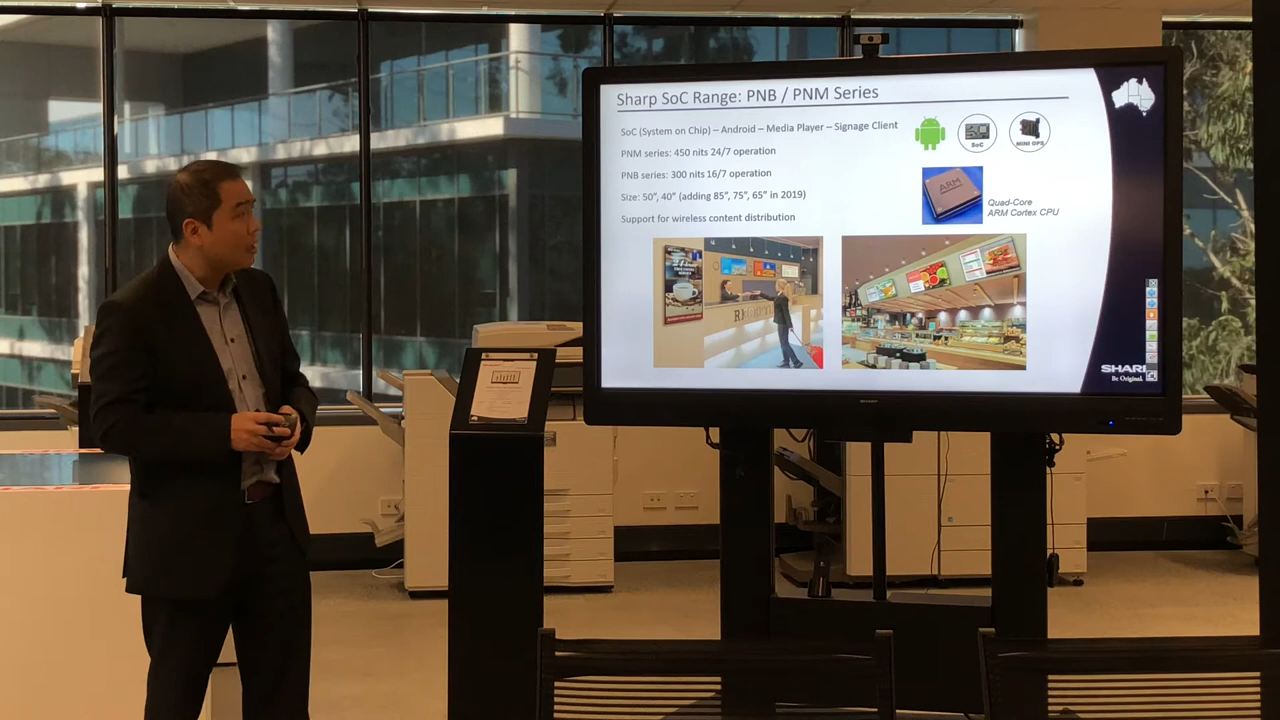 Sharp SoC Range: PNB / PNM Series
SoC (System on Chip) – Android – Media Player – Signage Client
PNM series: 450 nits 24/7 operation
PNB series: 300 nits 16/7 operation
Size: 50", 40" (adding 85", 75", 65" in 2019)
Support for wireless content distribution
SoC
MINI OPS
ARM
Quad-Core
ARM Cortex CPU
SHARP
Be Original.
SHARP